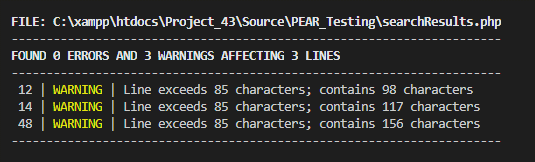 FILE: C:\xampp\htdocs\Project_43\Source\PEAR_Testing\searchResults.php
----------------------------------------------------------------------
FOUND 0 ERRORS AND 3 WARNINGS AFFECTING 3 LINES
----------------------------------------------------------------------
 12 | WARNING | Line exceeds 85 characters; contains 98 characters
 14 | WARNING | Line exceeds 85 characters; contains 117 characters
 48 | WARNING | Line exceeds 85 characters; contains 156 characters
----------------------------------------------------------------------